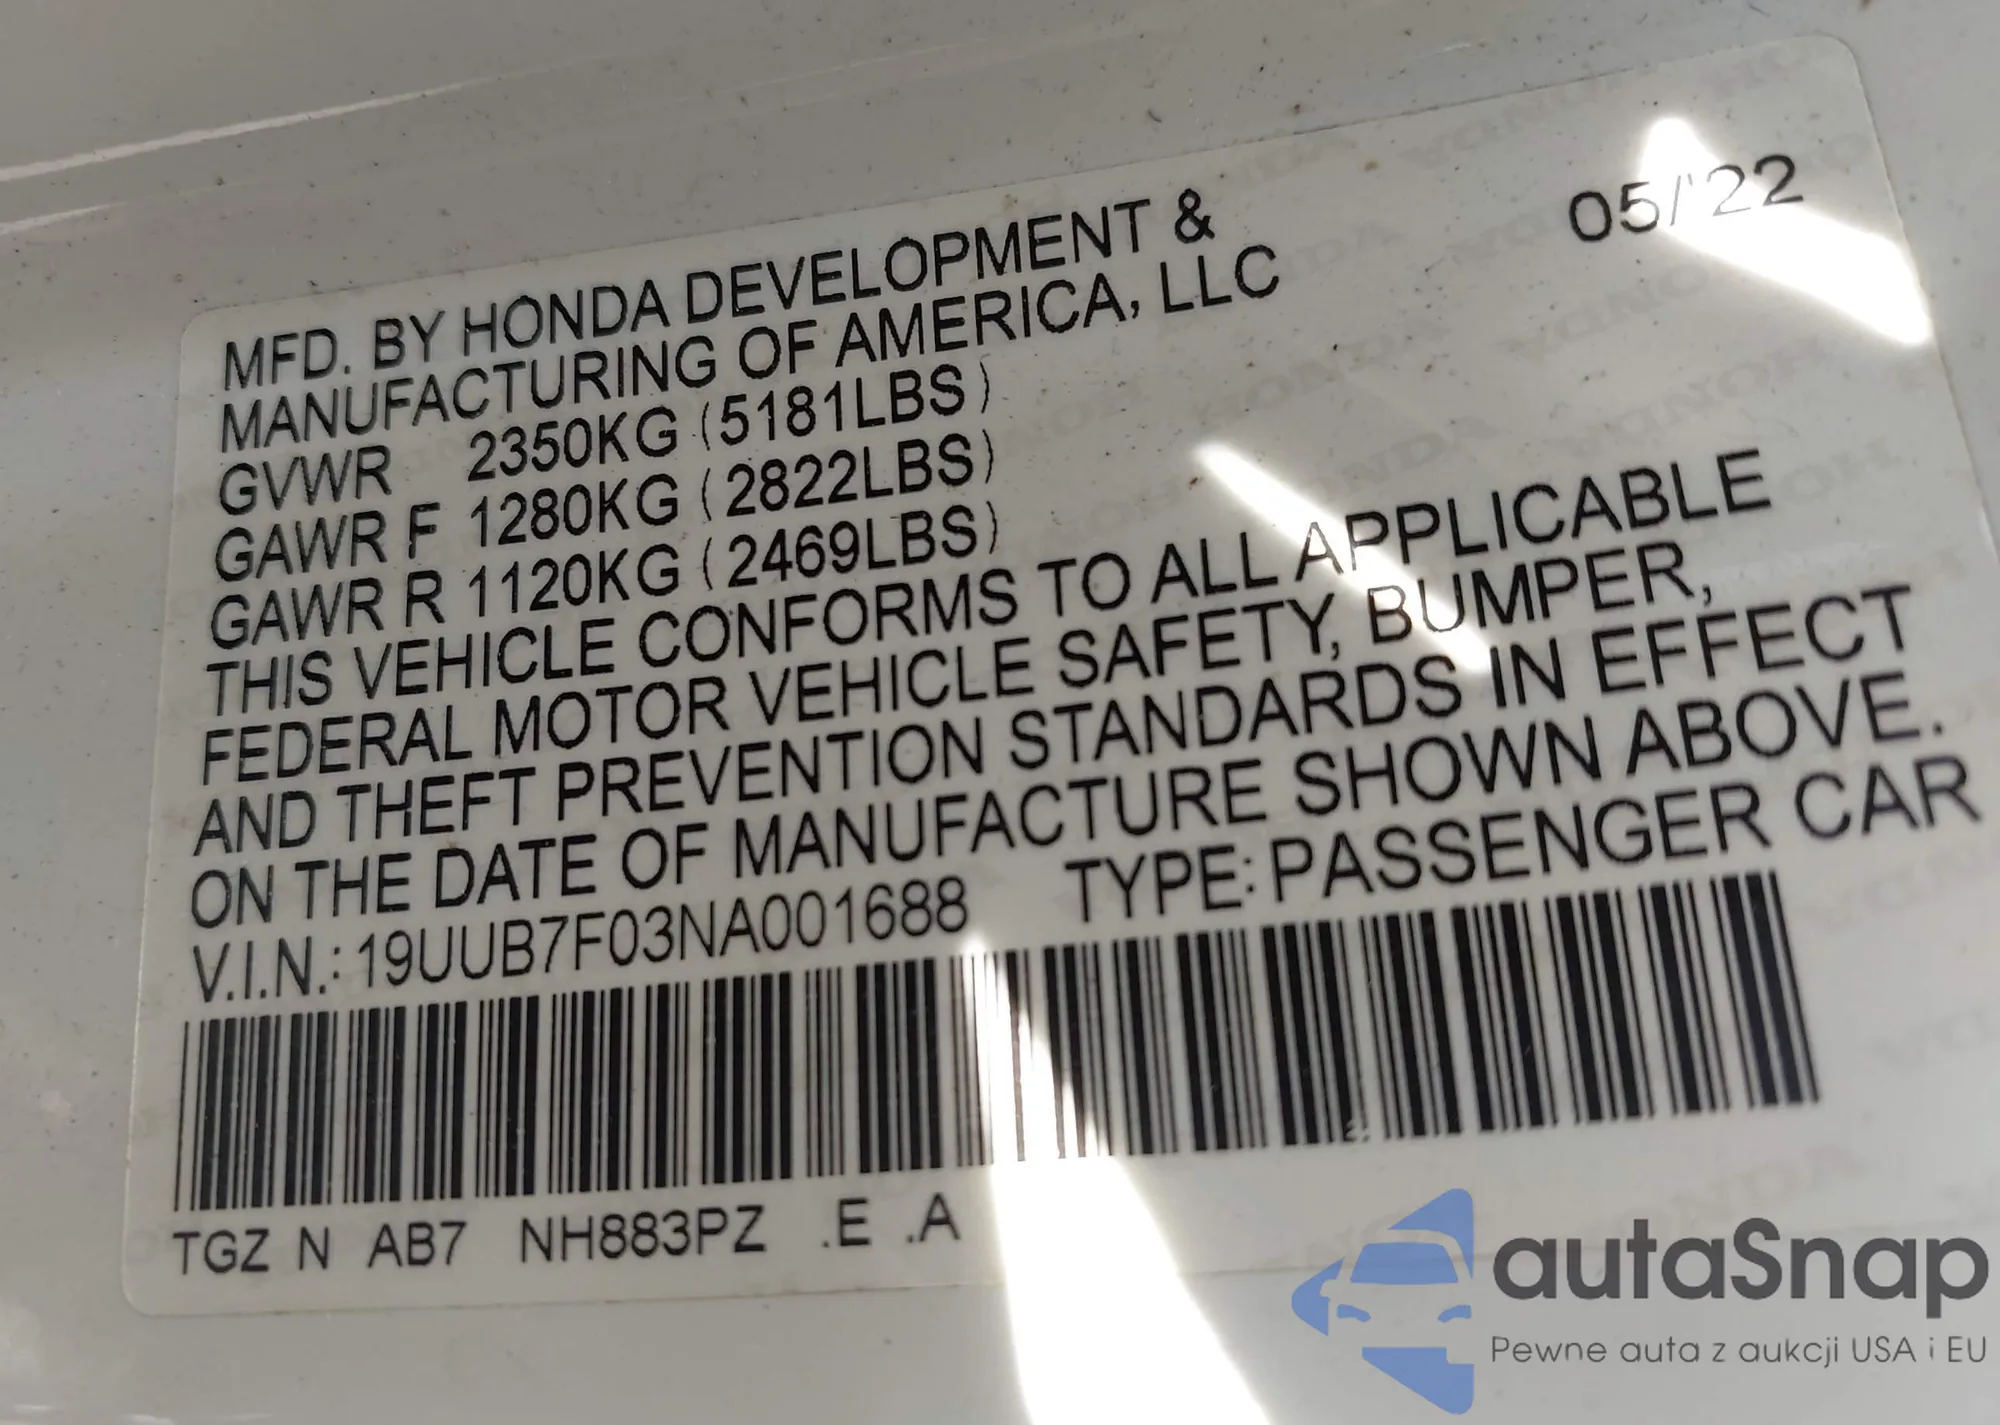 05/'22
MFD. BY HONDA DEVELOPMENT &
MANUFACTURING OF AMERICA, LLC
GVWR 2350KG (5181LBS)
GAWR F 1280KG (2822LBS)
GAWR R 1120KG (2469LBS)
THIS VEHICLE CONFORMS TO ALL APPLICABLE
FEDERAL MOTOR VEHICLE SAFETY, BUMPER,
AND THEFT PREVENTION STANDARDS IN EFFECT
ON THE DATE OF MANUFACTURE SHOWN ABOVE.
V.I.N.: 19UUB7F03NA001688 TYPE: PASSENGER CAR
TGZ N AB7 NH883PZ .E .A
autaSnap
Pewne auta z aukcji USA i EU